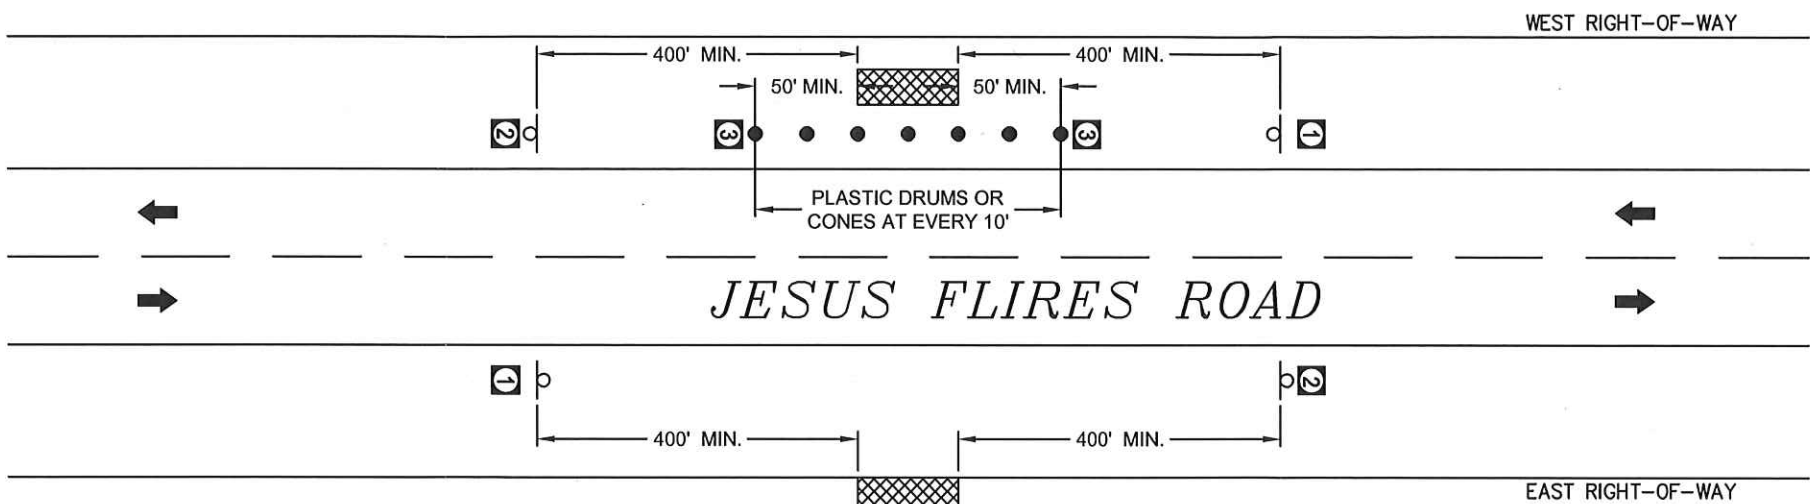 WEST RIGHT-OF-WAY
400' MIN.
400' MIN.
50' MIN.
50' MIN.
2
3
3
1
PLASTIC DRUMS OR
CONES AT EVERY 10'
JESUS FLIRES ROAD
1
2
400' MIN.
400' MIN.
EAST RIGHT-OF-WAY